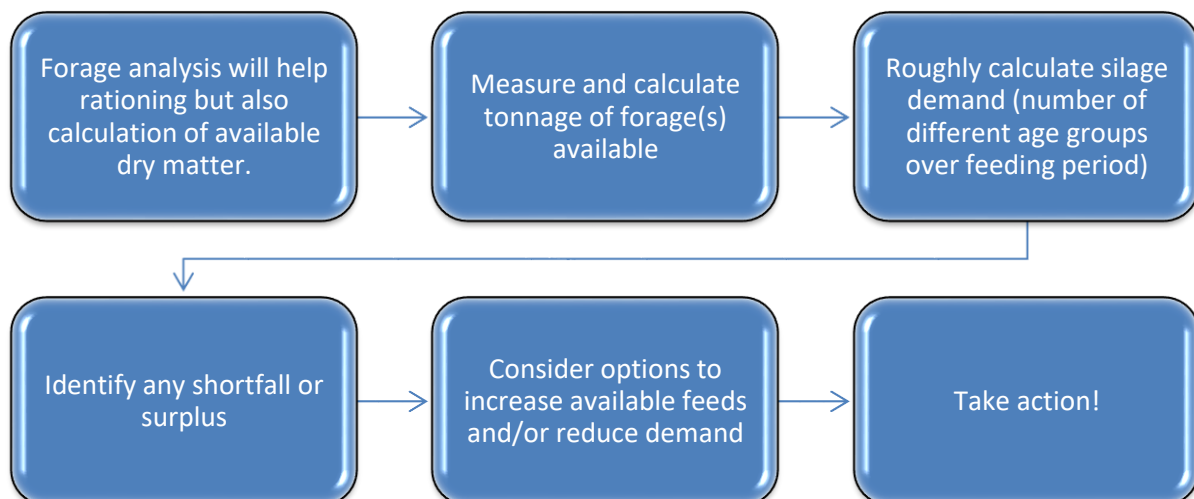 Forage analysis will help
rationing but also
calculation of available
dry matter.
Measure and calculate
tonnage of forage(s)
available
Roughly calculate silage
demand (number of
different age groups
over feeding period)
Identify any shortfall or
surplus
Consider options to
increase available feeds
and/or reduce demand
Take action!